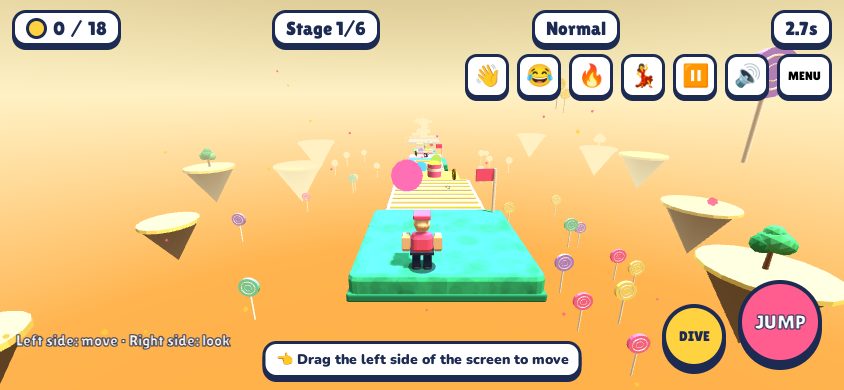 0 / 18
Stage 1/6
Normal
2.7s
MENU
Left side: move · Right side: look
👈 Drag the left side of the screen to move
DIVE
JUMP